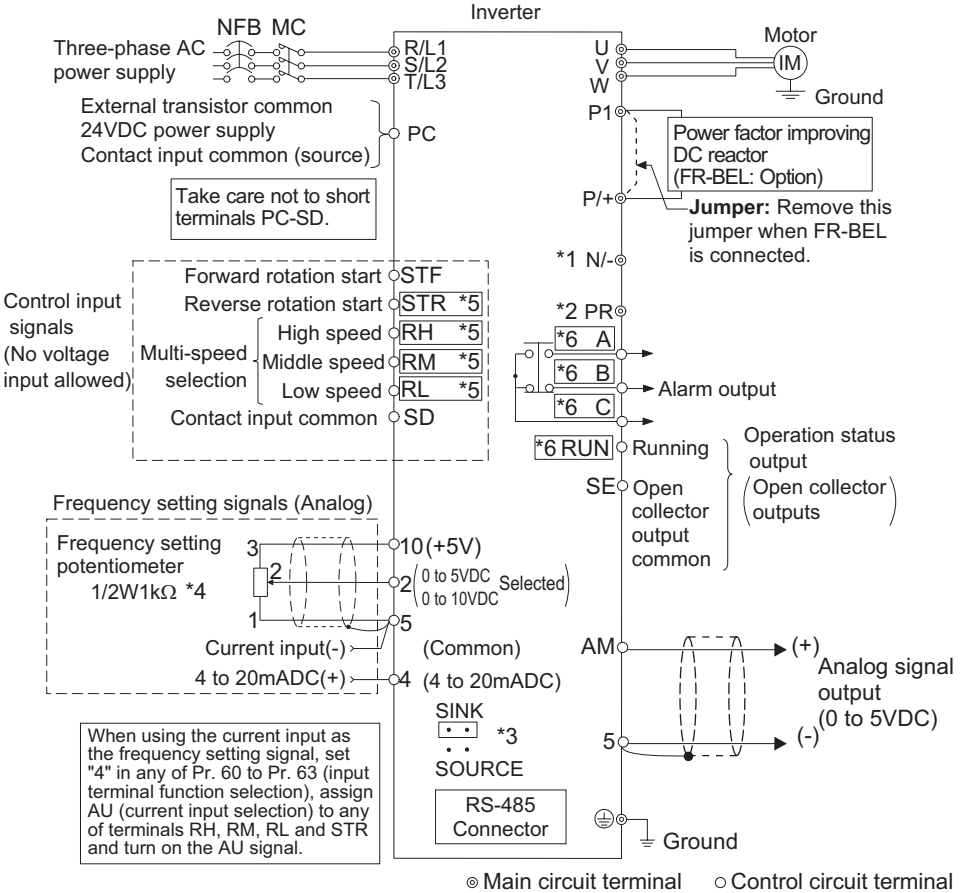 Inverter
NFB MC
Three-phase AC
power supply
R/L1
S/L2
T/L3
U
V
W
Motor
IM
Ground
External transistor common
24VDC power supply
Contact input common (source)
PC
Take care not to short
terminals PC-SD.
P1
Power factor improving
DC reactor
(FR-BEL: Option)
P/+
Jumper: Remove this
jumper when FR-BEL
is connected.
*1 N/-
*2 PR
Control input
signals
(No voltage
input allowed)
Forward rotation start
STF
Reverse rotation start
STR *5
Multi-speed
selection
High speed
RH *5
Middle speed
RM *5
Low speed
RL *5
Contact input common
SD
*6 A
*6 B
*6 C
Alarm output
*6 RUN
Running
SE
Open
collector
output
common
Operation status
output
(Open collector
outputs)
Frequency setting signals (Analog)
Frequency setting
potentiometer
1/2W1kΩ *4
3
2
1
10(+5V)
2
(0 to 5VDC
0 to 10VDC
Selected)
5
(Common)
Current input(-)
4 to 20mADC(+)
4 (4 to 20mADC)
SINK
*3
SOURCE
RS-485
Connector
AM
5
(+)
Analog signal
output
(0 to 5VDC)
(-)
Ground
When using the current input as
the frequency setting signal, set
"4" in any of Pr. 60 to Pr. 63 (input
terminal function selection), assign
AU (current input selection) to any
of terminals RH, RM, RL and STR
and turn on the AU signal.
Main circuit terminal
Control circuit terminal